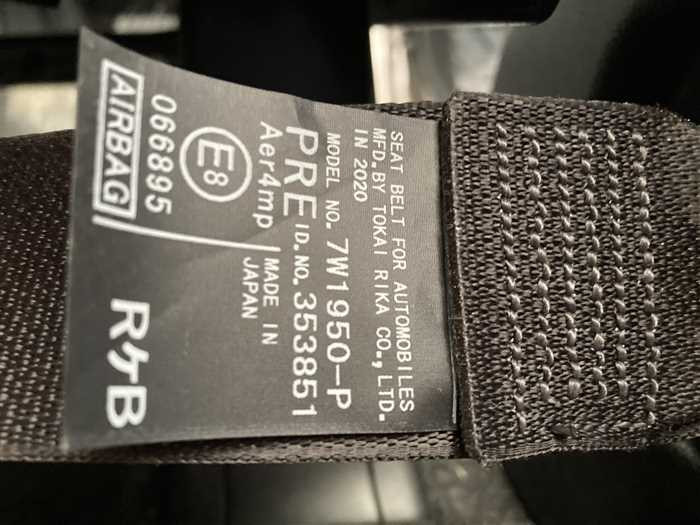 SEAT BELT FOR AUTOMOBILES
MFD. BY TOKAI RIKA CO., LTD.
IN 2020
MODEL NO. 7W1950-P
PRE ID. NO. 353851
Aer4mp MADE IN
JAPAN
E8
066895
AIRBAG RケB